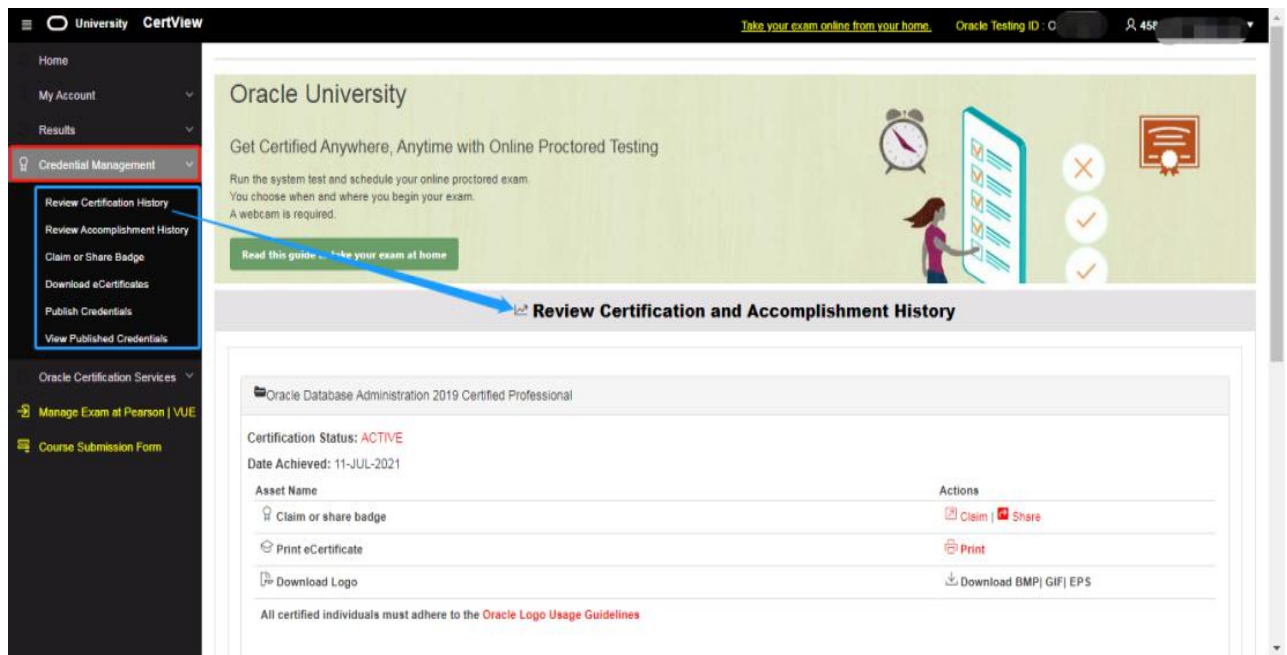 University CertView
Take your exam online from your home.
Oracle Testing ID : O
458
Home
My Account
Results
Credential Management
Review Certification History
Review Accomplishment History
Claim or Share Badge
Download eCertificates
Publish Credentials
View Published Credentials
Oracle Certification Services
Manage Exam at Pearson | VUE
Course Submission Form
Oracle University
Get Certified Anywhere, Anytime with Online Proctored Testing
Run the system test and schedule your online proctored exam.
You choose when and where you begin your exam.
A webcam is required.
Read this guide to take your exam at home
Review Certification and Accomplishment History
Oracle Database Administration 2019 Certified Professional
Certification Status: ACTIVE
Date Achieved: 11-JUL-2021
Asset Name Actions
Claim or share badge Claim | Share
Print eCertificate Print
Download Logo Download BMP| GIF| EPS
All certified individuals must adhere to the Oracle Logo Usage Guidelines